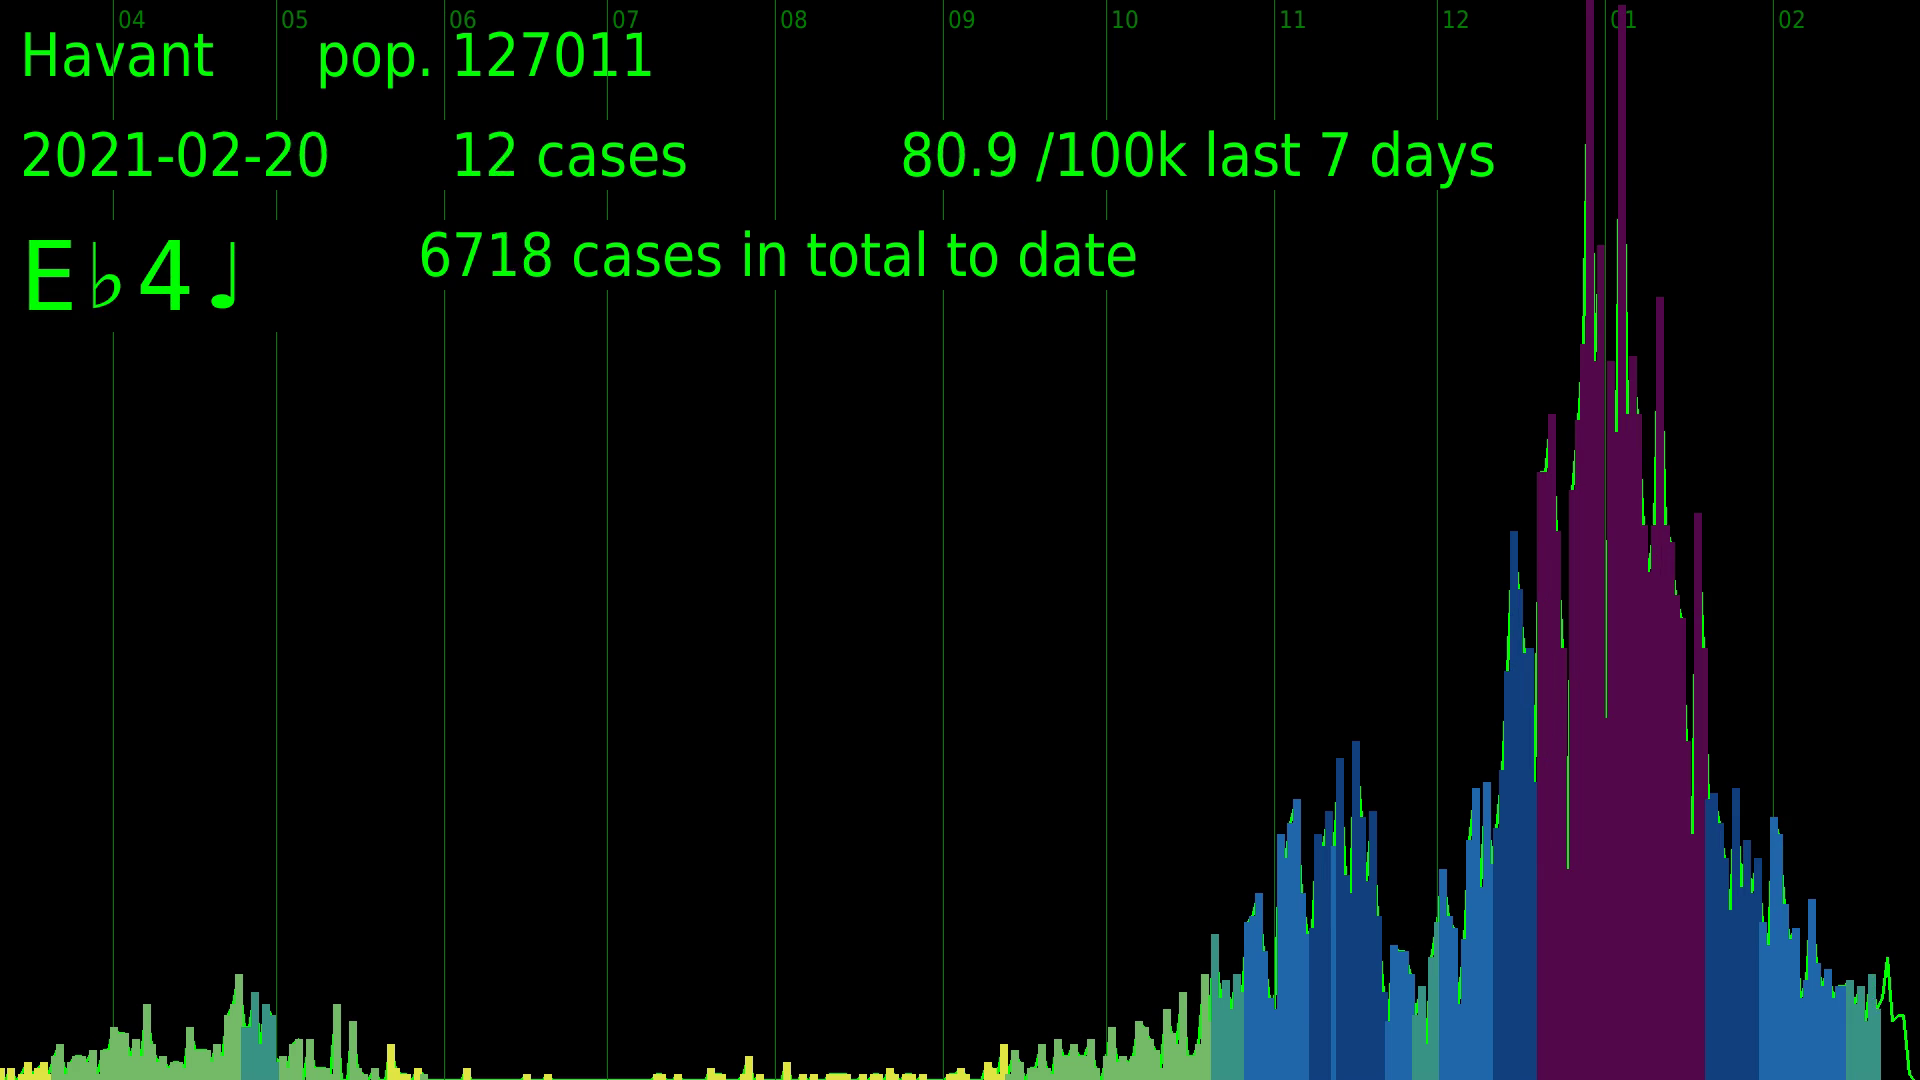 04 05 06 07 08 09 10 11 12 01 02
Havant pop. 127011
2021-02-20 12 cases 80.9 /100k last 7 days
E♭4♩ 6718 cases in total to date